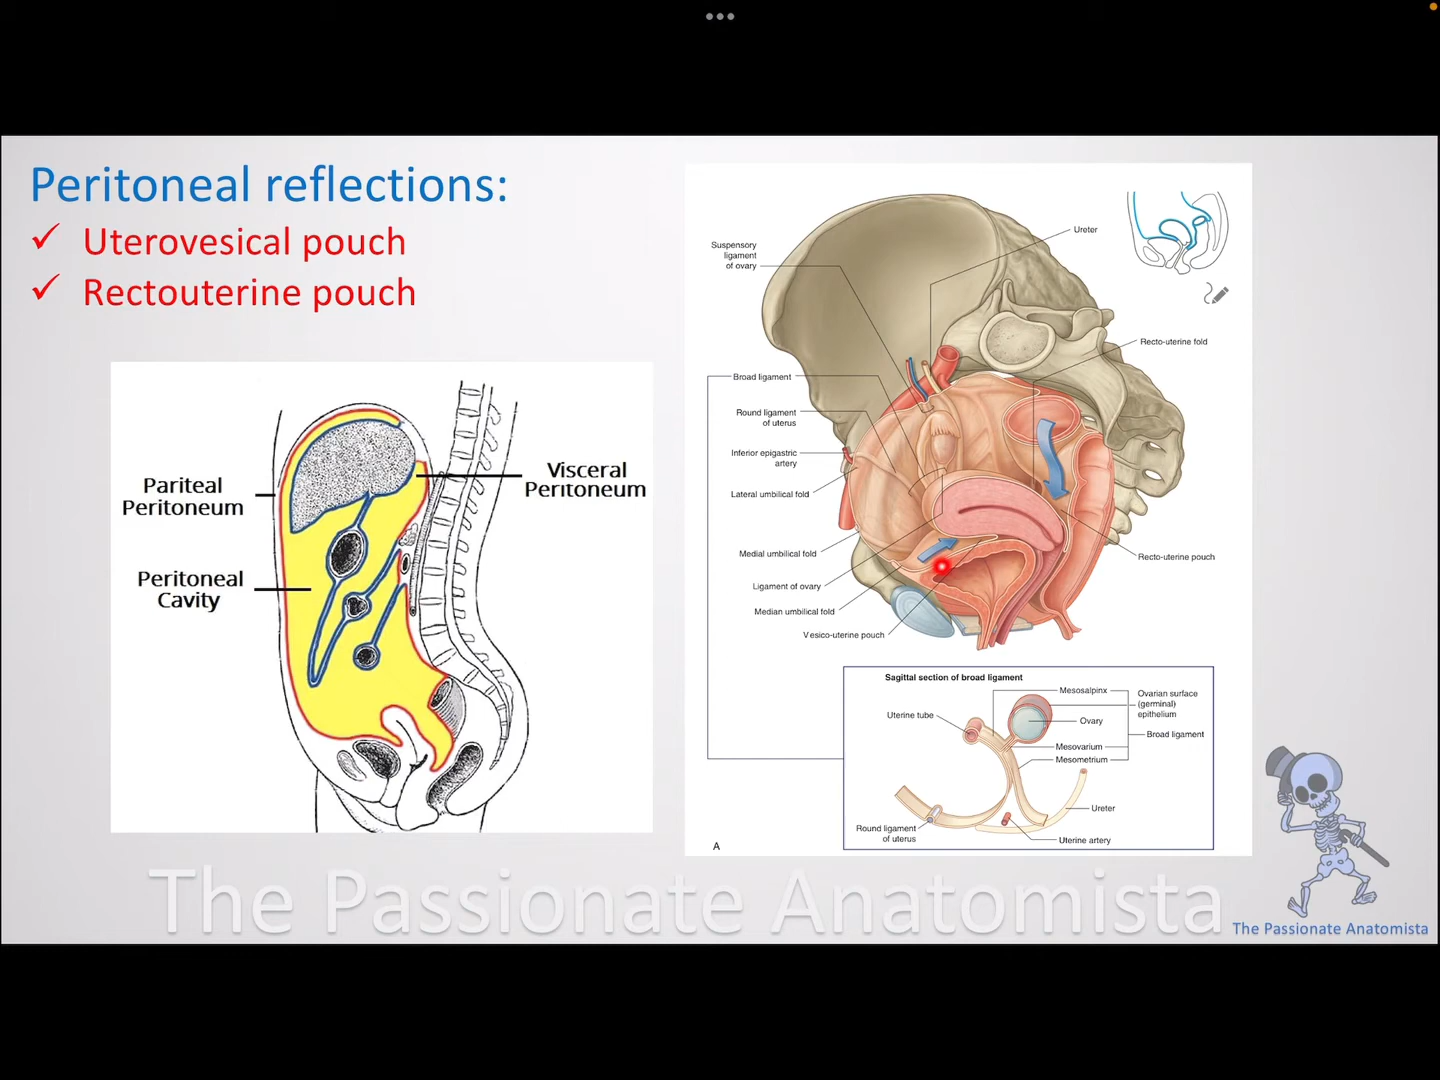 Peritoneal reflections:
✓ Uterovesical pouch
✓ Rectouterine pouch
Pariteal
Peritoneum
Visceral
Peritoneum
Peritoneal
Cavity
Suspensory
ligament
of ovary
Ureter
Recto-uterine fold
Broad ligament
Round ligament
of uterus
Inferior epigastric
artery
Lateral umbilical fold
Medial umbilical fold
Recto-uterine pouch
Ligament of ovary
Median umbilical fold
Vesico-uterine pouch
Sagittal section of broad ligament
Mesosalpinx
Ovarian surface
(germinal)
epithelium
Uterine tube
Ovary
Broad ligament
Mesovarium
Mesometrium
Ureter
Round ligament
of uterus
Uterine artery
A
The Passionate Anatomista
The Passionate Anatomista